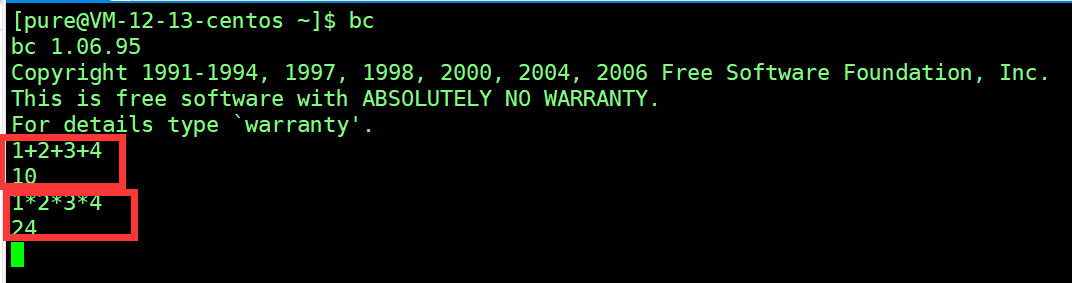 [pure@VM-12-13-centos ~]$ bc
bc 1.06.95
Copyright 1991-1994, 1997, 1998, 2000, 2004, 2006 Free Software Foundation, Inc.
This is free software with ABSOLUTELY NO WARRANTY.
For details type `warranty'.
1+2+3+4
10
1*2*3*4
24